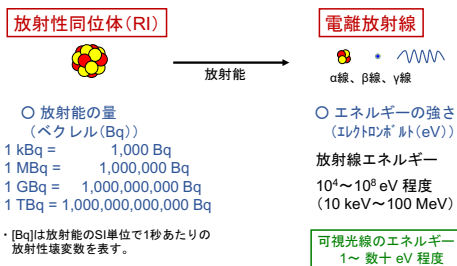 放射性同位体（RI）
電離放射線
放射能
α線、β線、γ線
〇 放射能の量
（ベクレル（Bq））
1 kBq = 1,000 Bq
1 MBq = 1,000,000 Bq
1 GBq = 1,000,000,000 Bq
1 TBq = 1,000,000,000,000 Bq
・[Bq]は放射能のSI単位で1秒あたりの
放射性壊変数を表す。
〇 エネルギーの強さ
（ｴﾚｸﾄﾛﾝﾎﾞﾙﾄ（eV））
放射線エネルギー
10⁴～10⁸ eV 程度
（10 keV～100 MeV）
可視光線のエネルギー
1～ 数十 eV 程度